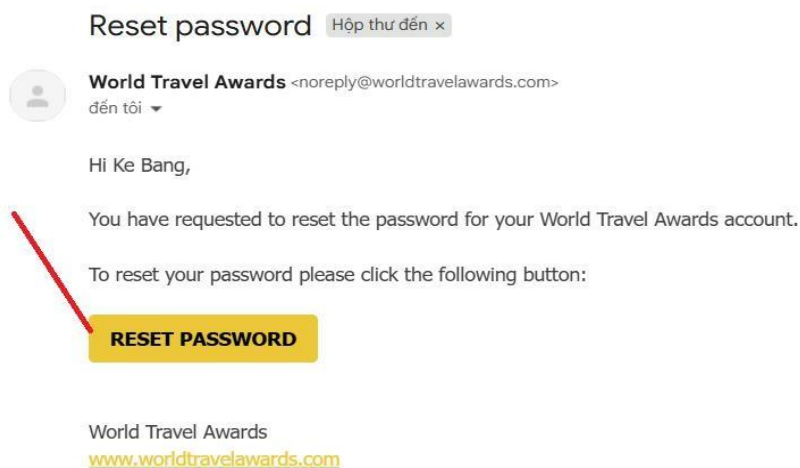 Reset password Hộp thư đến ×
World Travel Awards <noreply@worldtravelawards.com>
đến tôi
Hi Ke Bang,
You have requested to reset the password for your World Travel Awards account.
To reset your password please click the following button:
RESET PASSWORD
World Travel Awards
www.worldtravelawards.com